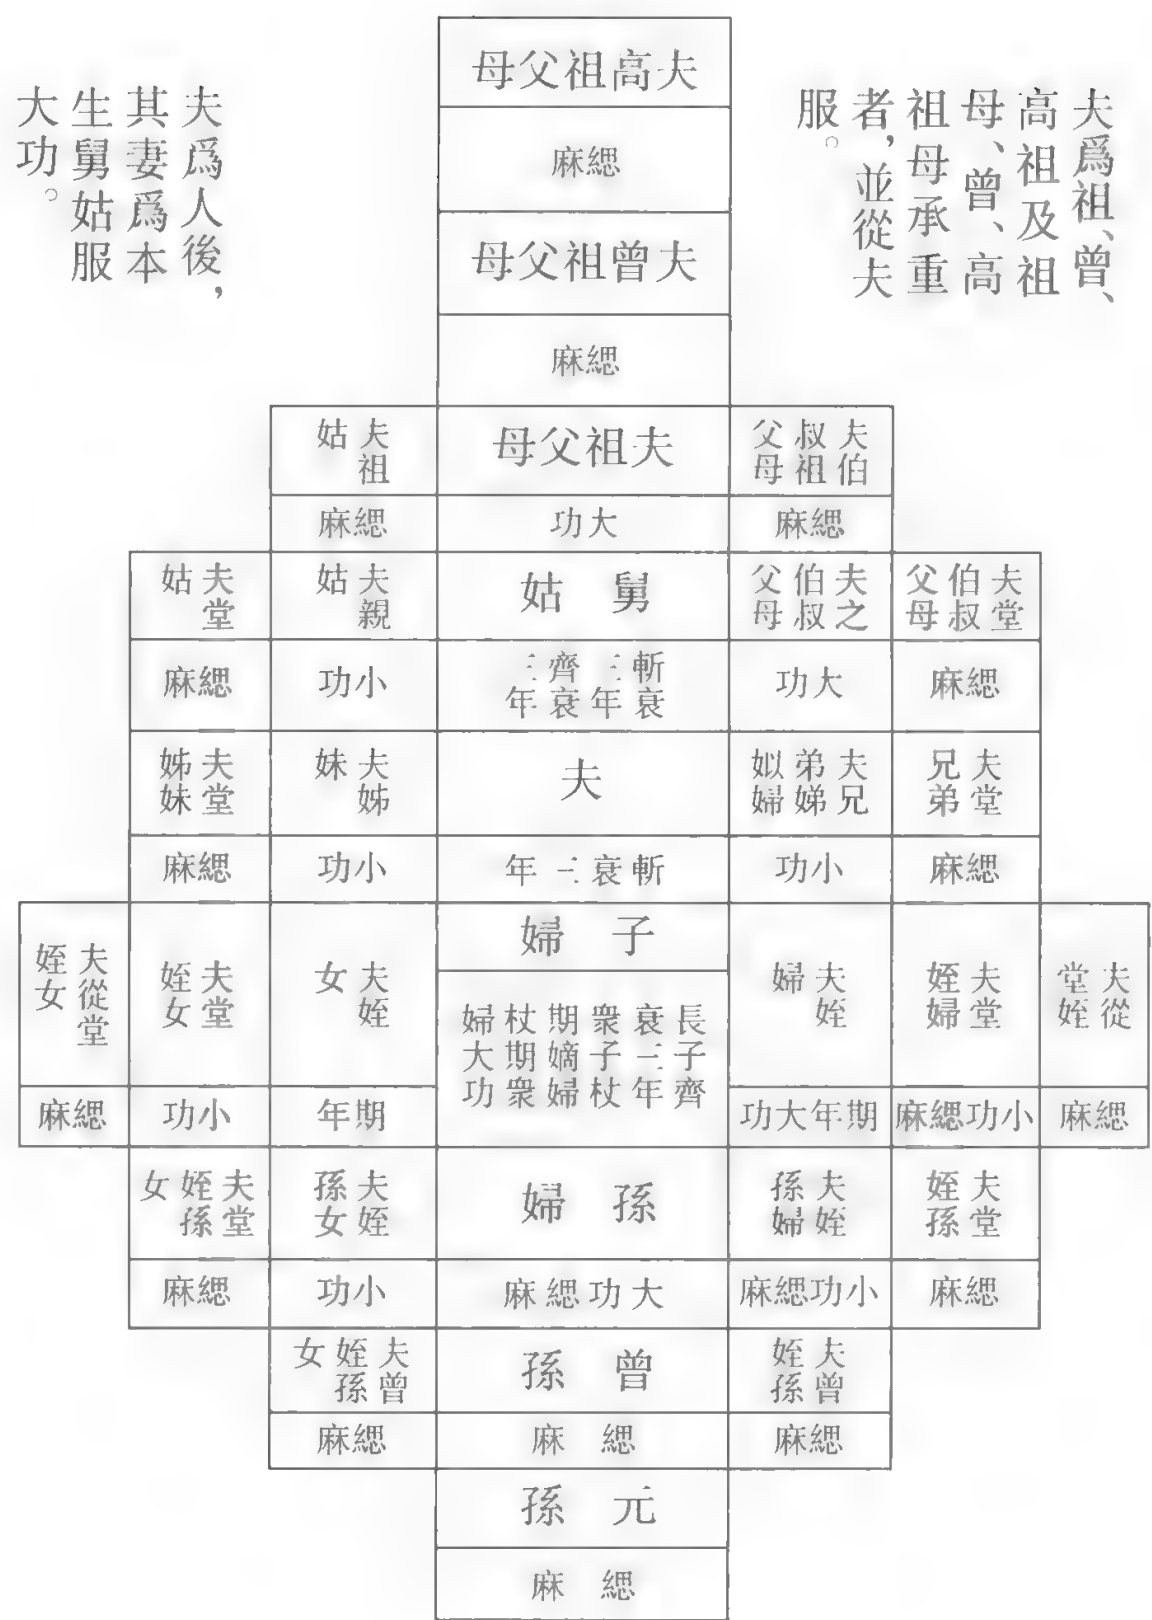 夫爲祖、曾、
高祖及祖
母、曾、高
祖母承重
者，並從夫
服。
夫高祖父母
緦麻
夫曾祖父母
緦麻
夫伯叔祖父母
夫祖父母
夫祖姑
緦麻
大功
緦麻
夫堂伯叔父母
夫之伯叔父母
舅姑
夫親姑
夫堂姑
緦麻
大功
斬衰三年齊衰三年
小功
緦麻
夫堂兄弟
夫兄弟娣姒婦
夫
夫姊妹
夫堂姊妹
緦麻
小功
斬衰三年
小功
緦麻
夫從堂姪
夫堂姪婦
夫姪婦
子婦
夫姪女
夫堂姪女
夫從堂姪女
長子齊衰三年衆子杖期嫡婦杖期衆婦大功
緦麻
小功緦麻
期年大功
期年
小功
緦麻
夫堂姪孫
夫姪孫婦
孫婦
夫姪孫女
夫堂姪孫女
緦麻
小功緦麻
大功緦麻
小功
緦麻
夫曾姪孫
曾孫
夫曾姪孫女
緦麻
緦麻
緦麻
元孫
緦麻
夫爲人後，
其妻爲本
生舅姑服
大功。